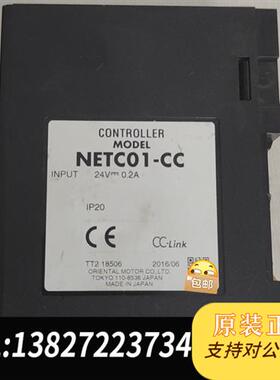 CONTROLLER
MODEL
NETC01-CC
INPUT 24V⎓ 0.2A
IP20
CE
CC-Link
TT2 18506 2016/06
ORIENTAL MOTOR CO.,LTD.
TOKYO 110-8536 JAPAN
MADE IN JAPAN
包邮
:13827223734
原装正
支持对公